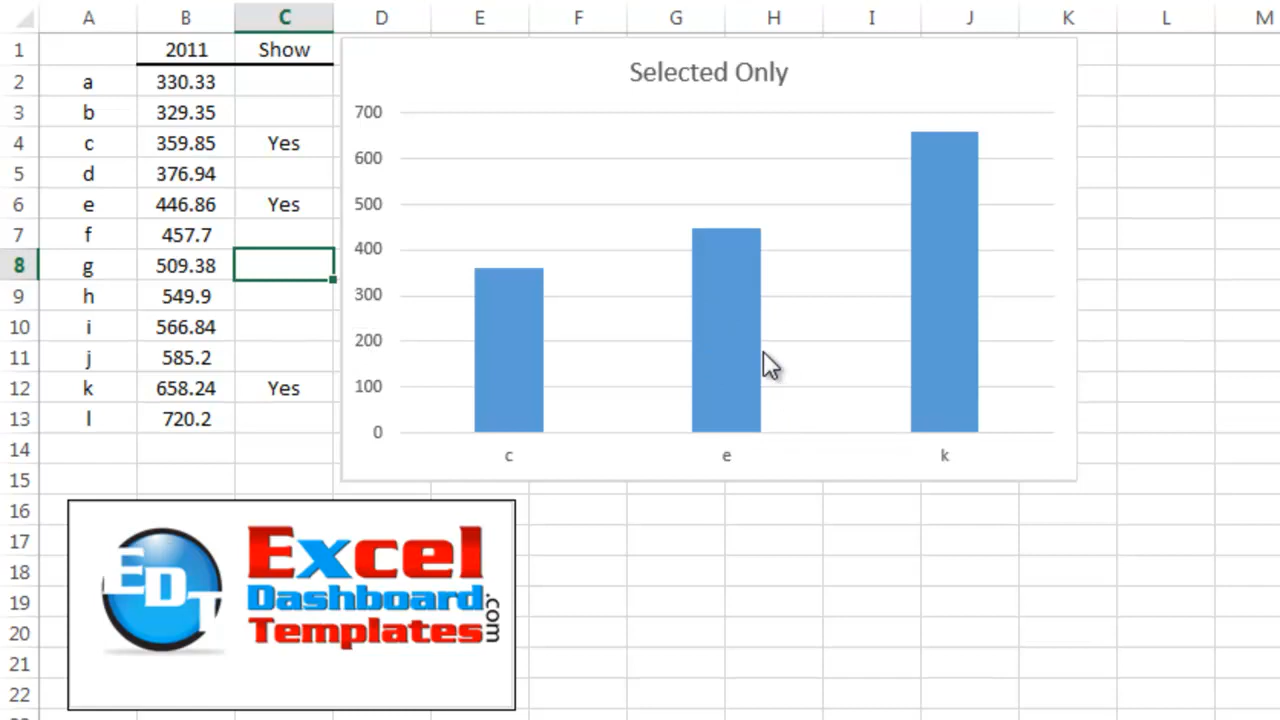 A B C D E F G H I J K L M
1 2011 Show
2 a 330.33
3 b 329.35
4 c 359.85 Yes
5 d 376.94
6 e 446.86 Yes
7 f 457.7
8 g 509.38
9 h 549.9
10 i 566.84
11 j 585.2
12 k 658.24 Yes
13 l 720.2
14
15
16
17
18
19
20
21
22
Selected Only
700
600
500
400
300
200
100
0
c e k
EDT
Excel
Dashboard
Templates
.com